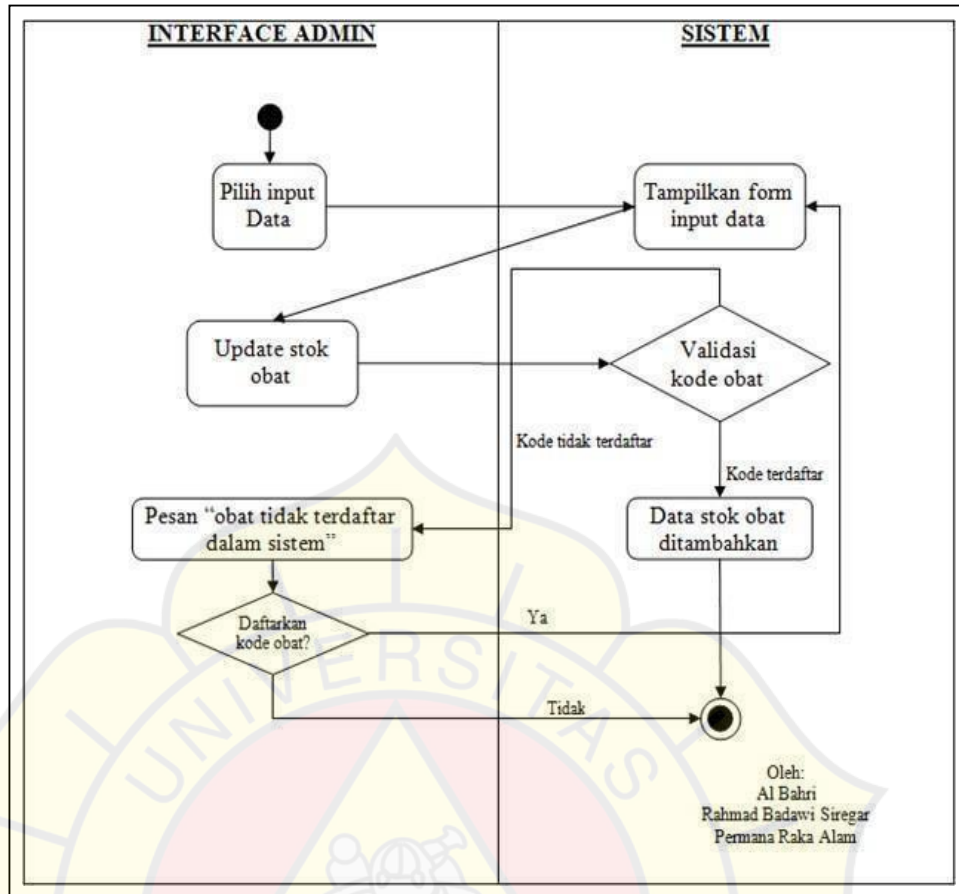 INTERFACE ADMIN
SISTEM
Pilih input
Data
Tampilkan form
input data
Update stok
obat
Validasi
kode obat
Kode tidak terdaftar
Kode terdaftar
Pesan “obat tidak terdaftar
dalam sistem”
Data stok obat
ditambahkan
Daftarkan
kode obat?
Ya
Tidak
UNIVERSITAS
Oleh:
Al Bahri
Rahmad Badawi Siregar
Permana Raka Alam